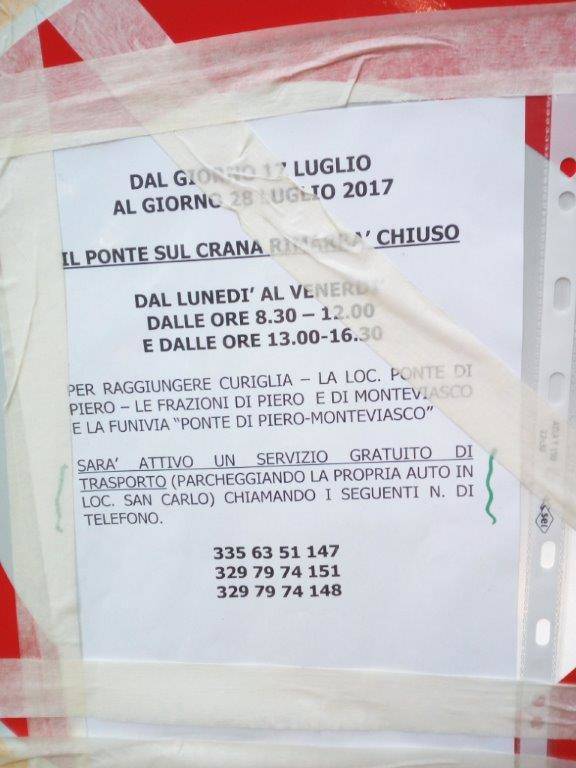 DAL GIORNO 17 LUGLIO
AL GIORNO 28 LUGLIO 2017
IL PONTE SUL CRANA RIMARRA' CHIUSO
DAL LUNEDI' AL VENERDI'
DALLE ORE 8.30 – 12.00
E DALLE ORE 13.00-16.30
PER RAGGIUNGERE CURIGLIA – LA LOC. PONTE DI
PIERO – LE FRAZIONI DI PIERO E DI MONTEVIASCO
E LA FUNIVIA "PONTE DI PIERO-MONTEVIASCO"
SARA' ATTIVO UN SERVIZIO GRATUITO DI
TRASPORTO (PARCHEGGIANDO LA PROPRIA AUTO IN
LOC. SAN CARLO) CHIAMANDO I SEGUENTI N. DI
TELEFONO.
335 63 51 147
329 79 74 151
329 79 74 148
sei